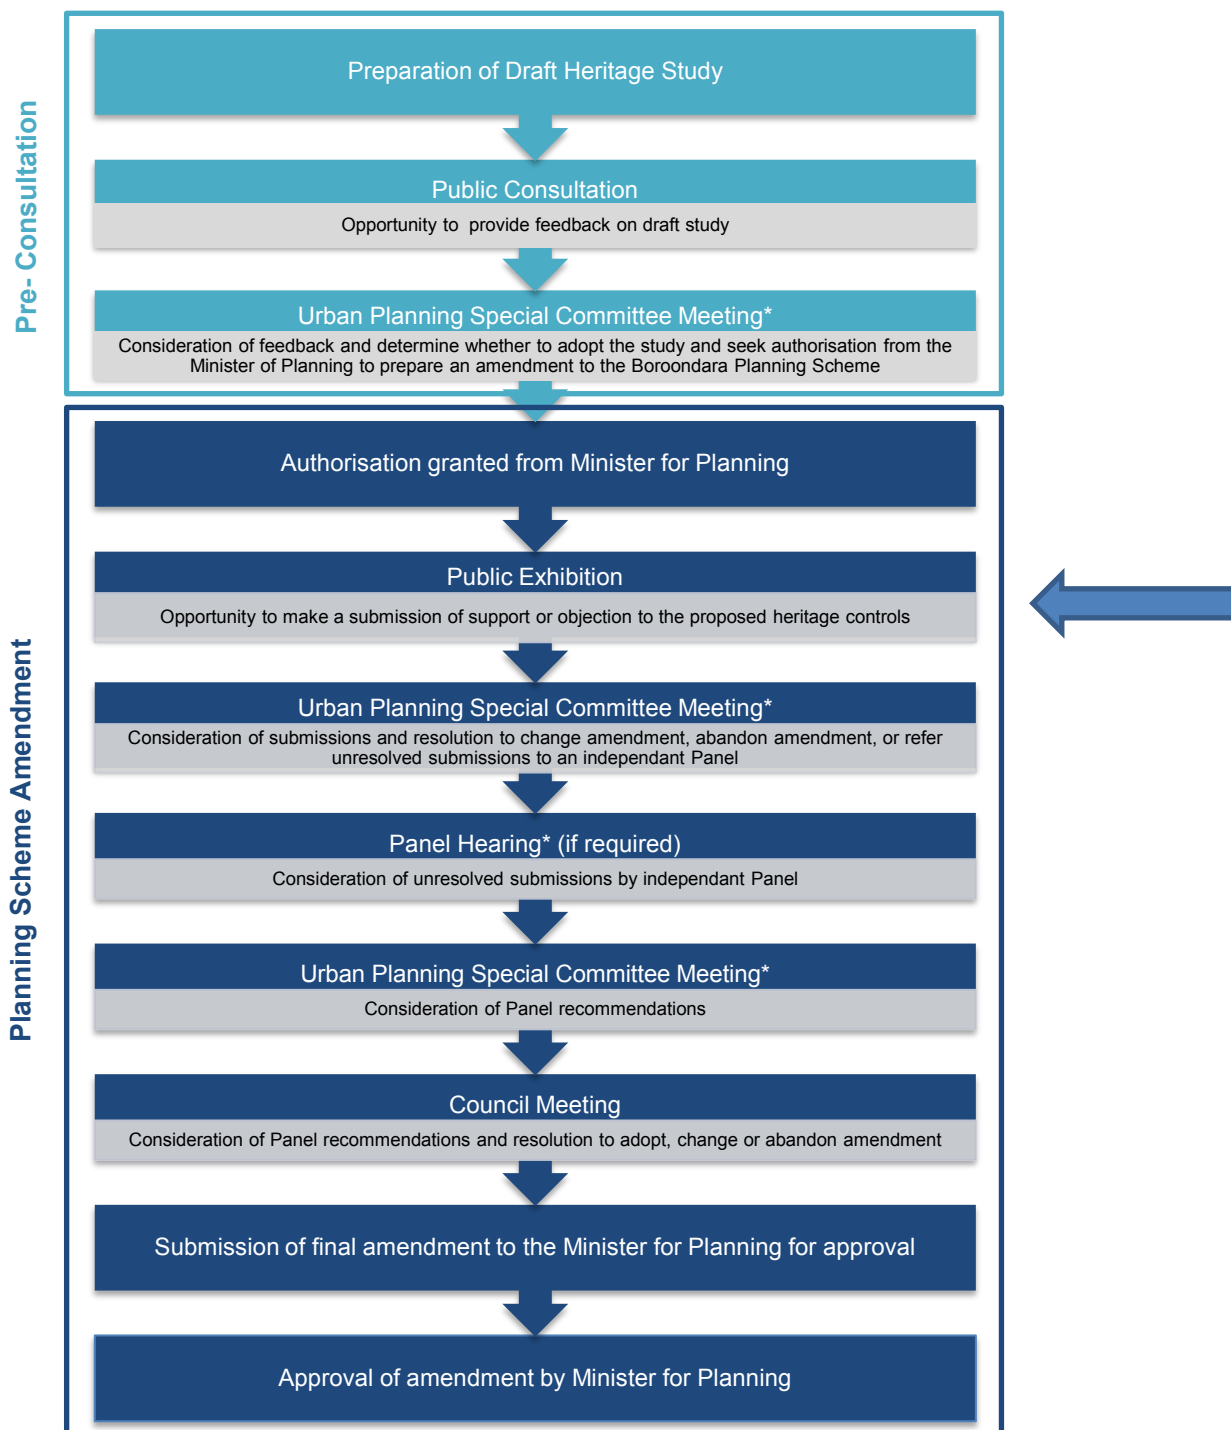 Pre- Consultation
Preparation of Draft Heritage Study
Public Consultation
Opportunity to  provide feedback on draft study
Urban Planning Special Committee Meeting*
Consideration of feedback and determine whether to adopt the study and seek authorisation from the
Minister of Planning to prepare an amendment to the Boroondara Planning Scheme
Planning Scheme Amendment
Authorisation granted from Minister for Planning
Public Exhibition
Opportunity to make a submission of support or objection to the proposed heritage controls
Urban Planning Special Committee Meeting*
Consideration of submissions and resolution to change amendment, abandon amendment, or refer
unresolved submissions to an independant Panel
Panel Hearing* (if required)
Consideration of unresolved submissions by independant Panel
Urban Planning Special Committee Meeting*
Consideration of Panel recommendations
Council Meeting
Consideration of Panel recommendations and resolution to adopt, change or abandon amendment
Submission of final amendment to the Minister for Planning for approval
Approval of amendment by Minister for Planning